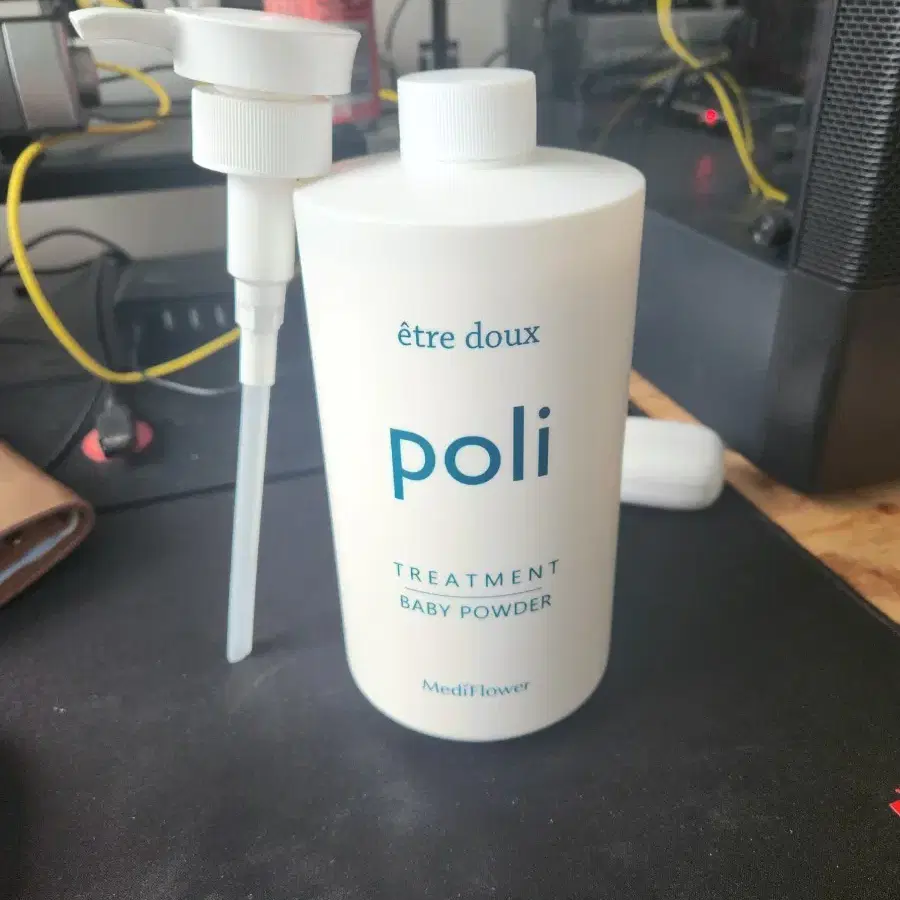 être doux
poli
TREATMENT
BABY POWDER
MediFlower